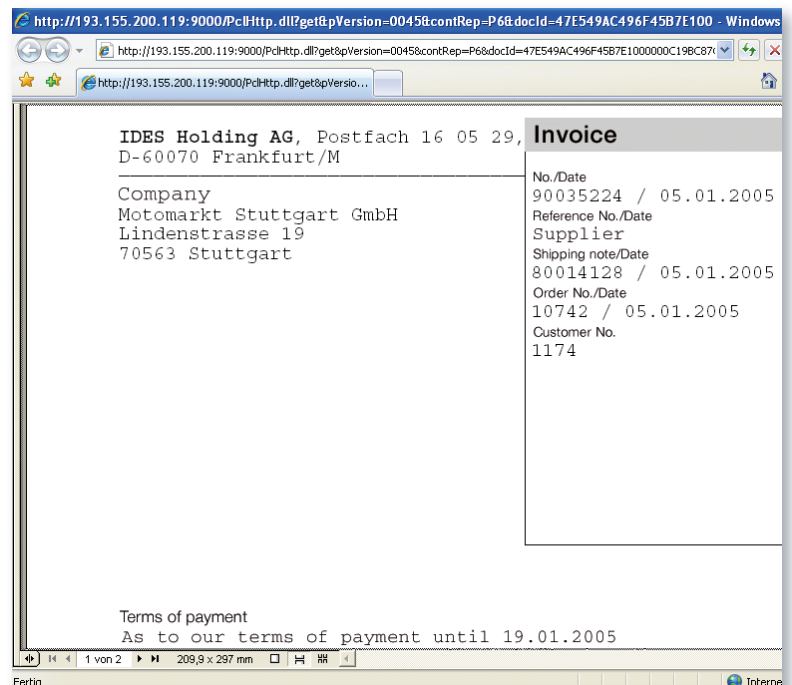 http://193.155.200.119:9000/PclHttp.dll?get&pVersion=0045&contRep=P6&docId=47E549AC496F45B7E100 - Windows
http://193.155.200.119:9000/PclHttp.dll?get&pVersion=0045&contRep=P6&docId=47E549AC496F45B7E1000000C19BC87
http://193.155.200.119:9000/PclHttp.dll?get&pVersio...
IDES Holding AG, Postfach 16 05 29,
D-60070 Frankfurt/M
Company
Motomarkt Stuttgart GmbH
Lindenstrasse 19
70563 Stuttgart
Invoice
No./Date
90035224 / 05.01.2005
Reference No./Date
Supplier
Shipping note/Date
80014128 / 05.01.2005
Order No./Date
10742 / 05.01.2005
Customer No.
1174
Terms of payment
As to our terms of payment until 19.01.2005
1 von 2
209,9 x 297 mm
Fertig
Interne